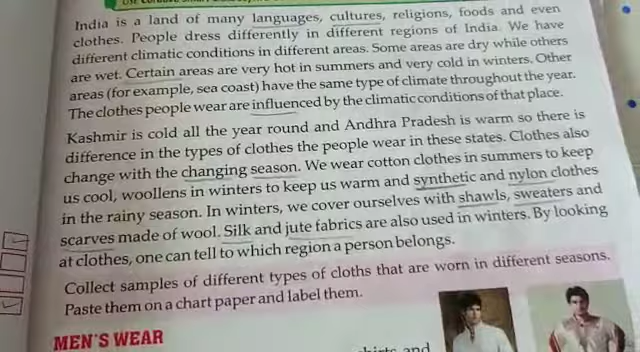 India is a land of many languages, cultures, religions, foods and even
clothes. People dress differently in different regions of India. We have
different climatic conditions in different areas. Some areas are dry while others
are wet. Certain areas are very hot in summers and very cold in winters. Other
areas (for example, sea coast) have the same type of climate throughout the year.
The clothes people wear are influenced by the climatic conditions of that place.
Kashmir is cold all the year round and Andhra Pradesh is warm so there is
difference in the types of clothes the people wear in these states. Clothes also
change with the changing season. We wear cotton clothes in summers to keep
us cool, woollens in winters to keep us warm and synthetic and nylon clothes
in the rainy season. In winters, we cover ourselves with shawls, sweaters and
scarves made of wool. Silk and jute fabrics are also used in winters. By looking
at clothes, one can tell to which region a person belongs.
Collect samples of different types of cloths that are worn in different seasons.
Paste them on a chart paper and label them.
MEN'S WEAR
shirts and